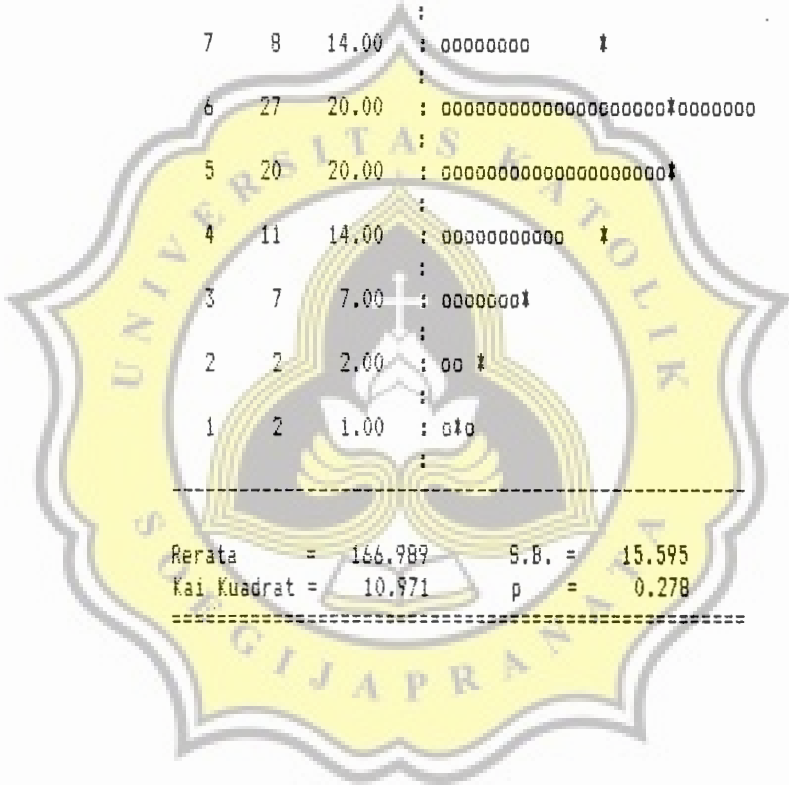 :
7 8 14.00 : oooooooo *
:
6 27 20.00 : oooooooooooooooooooo*ooooooo
:
5 20 20.00 : oooooooooooooooooooo*
:
4 11 14.00 : ooooooooooo *
:
3 7 7.00 : ooooooo*
:
2 2 2.00 : oo *
:
1 2 1.00 : o*o
:
--------------------------------------------------
Rerata = 166.989 S.B. = 15.595
Kai Kuadrat = 10.971 p = 0.278
==================================================
UNIVERSITAS KATOLIK
SOEGIJAPRANATA